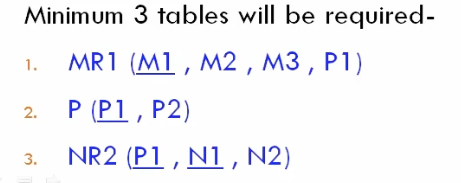 Minimum 3 tables will be required-
1. MR1 (M1 , M2 , M3 , P1)
2. P (P1 , P2)
3. NR2 (P1 , N1 , N2)